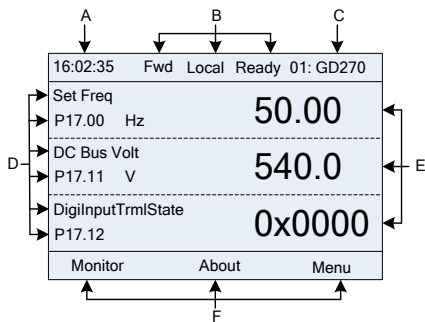 A B C
16:02:35 Fwd Local Ready 01: GD270
Set Freq
P17.00 Hz 50.00
DC Bus Volt
P17.11 V 540.0
DigiInputTrmlState
P17.12 0x0000
D E
Monitor About Menu
F